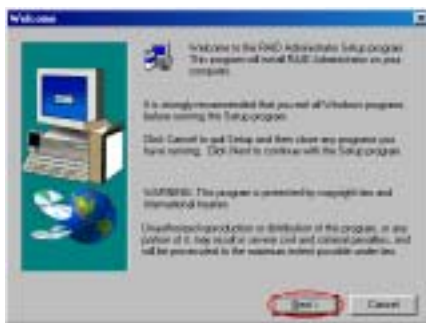 Welcome
Welcome to the RAID Administrator Setup program.
This program will install RAID Administrator on your
computer.
It is strongly recommended that you exit all Windows programs
before running this Setup program.
Click Cancel to quit Setup and then close any programs you
have running. Click Next to continue with the Setup program.
WARNING: This program is protected by copyright law and
international treaties.
Unauthorized reproduction or distribution of this program, or any
portion of it, may result in severe civil and criminal penalties, and
will be prosecuted to the maximum extent possible under law.
Next >
Cancel